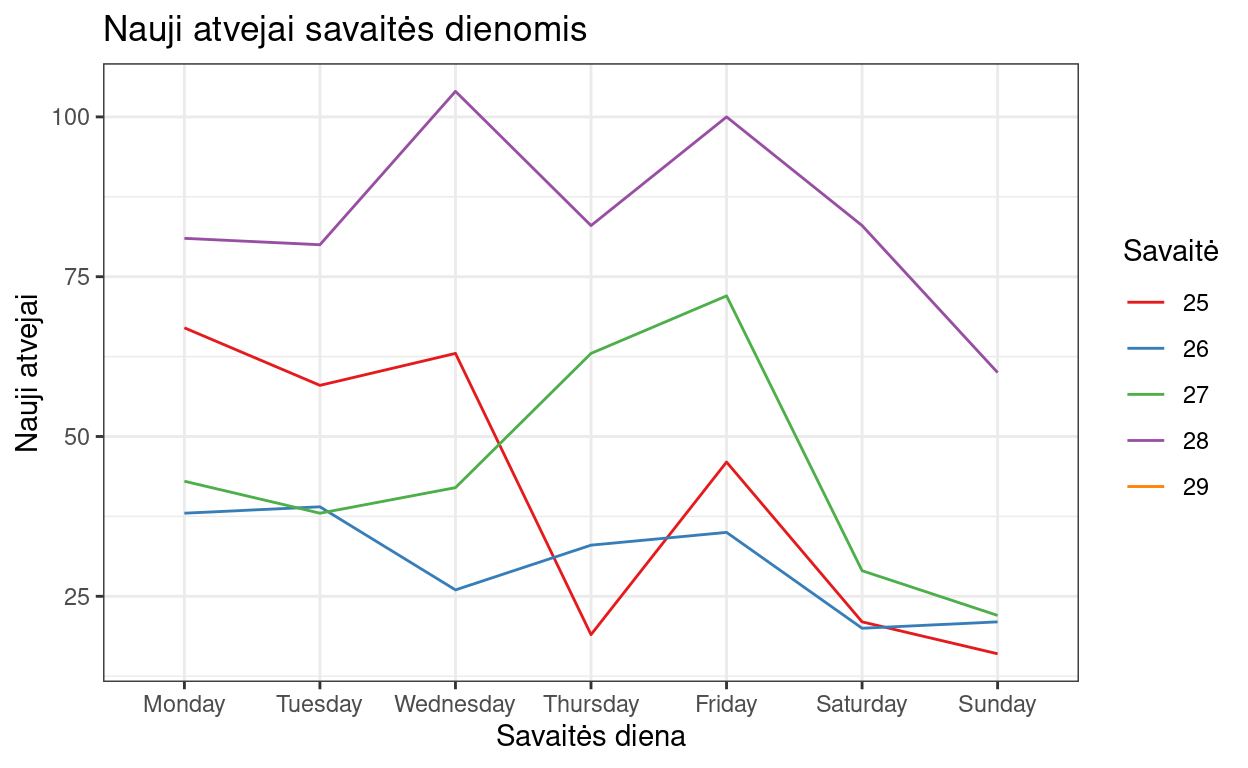 Nauji atvejai savaitės dienomis
100
75
50
25
Nauji atvejai
Monday Tuesday Wednesday Thursday Friday Saturday Sunday
Savaitės diena
Savaitė
25
26
27
28
29